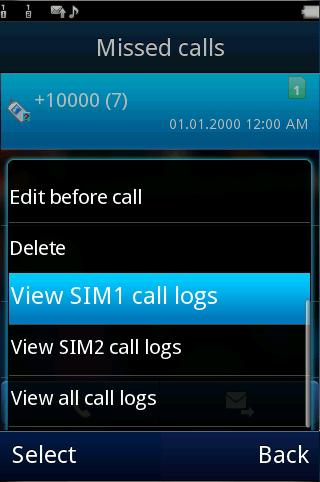 1 2
Missed calls
1
+10000 (7)
01.01.2000 12:00 AM
Edit before call
Delete
View SIM1 call logs
View SIM2 call logs
View all call logs
Select Back